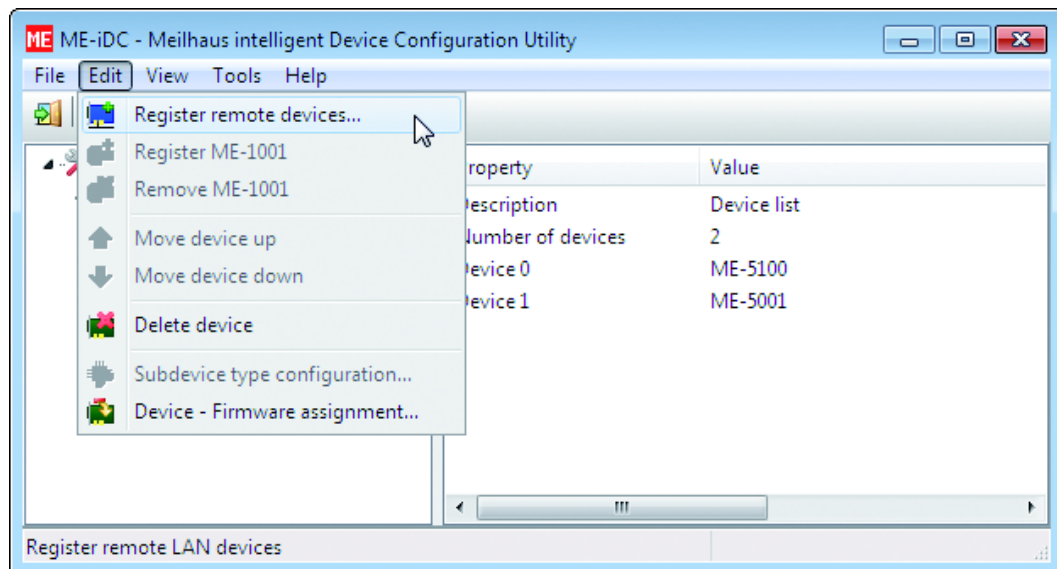 ME ME-iDC - Meilhaus intelligent Device Configuration Utility
File Edit View Tools Help
Register remote devices...
Register ME-1001
Remove ME-1001
Move device up
Move device down
Delete device
Subdevice type configuration...
Device - Firmware assignment...
roperty Value
escription Device list
umber of devices 2
evice 0 ME-5100
evice 1 ME-5001
Register remote LAN devices